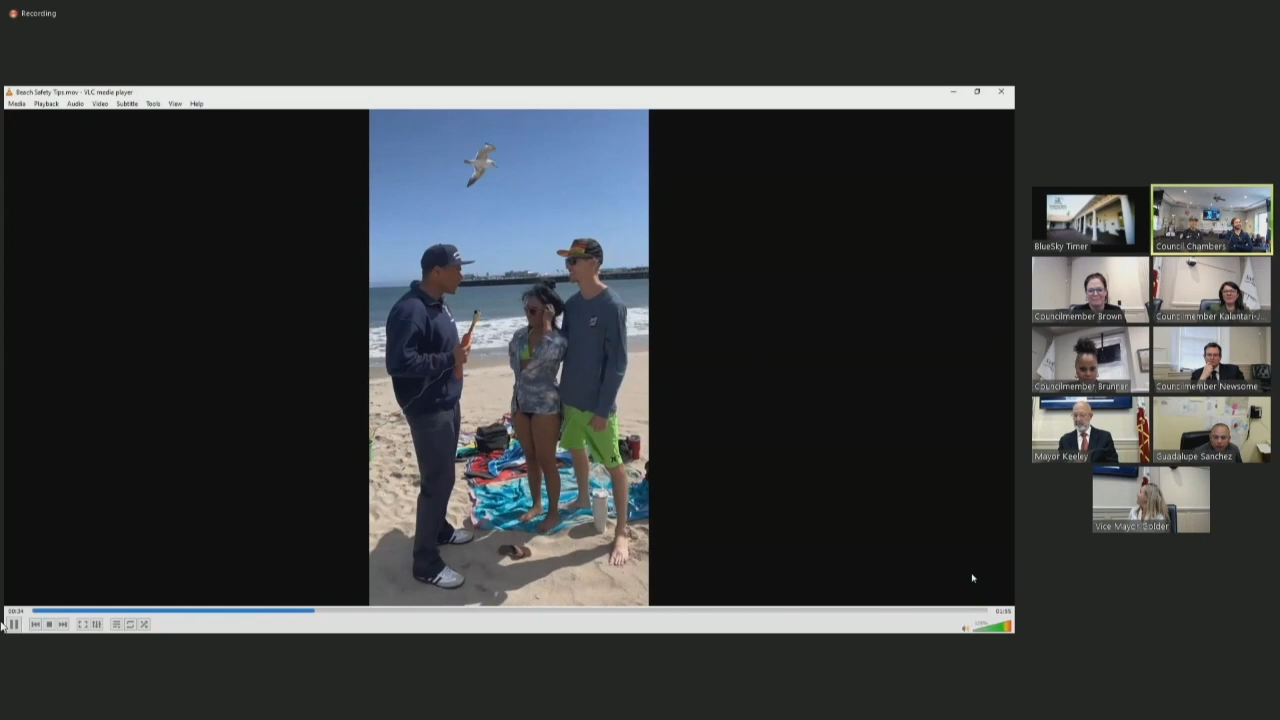 Recording
Beach Safety Tips.mov - VLC media player
Media Playback Audio Video Subtitle Tools View Help
BlueSky Timer
Council Chambers
Councilmember Brown
Councilmember Kalantari-J...
Councilmember Brunner
Councilmember Newsome
Mayor Keeley
Guadalupe Sanchez
Vice Mayor Golder
00:34
01:55